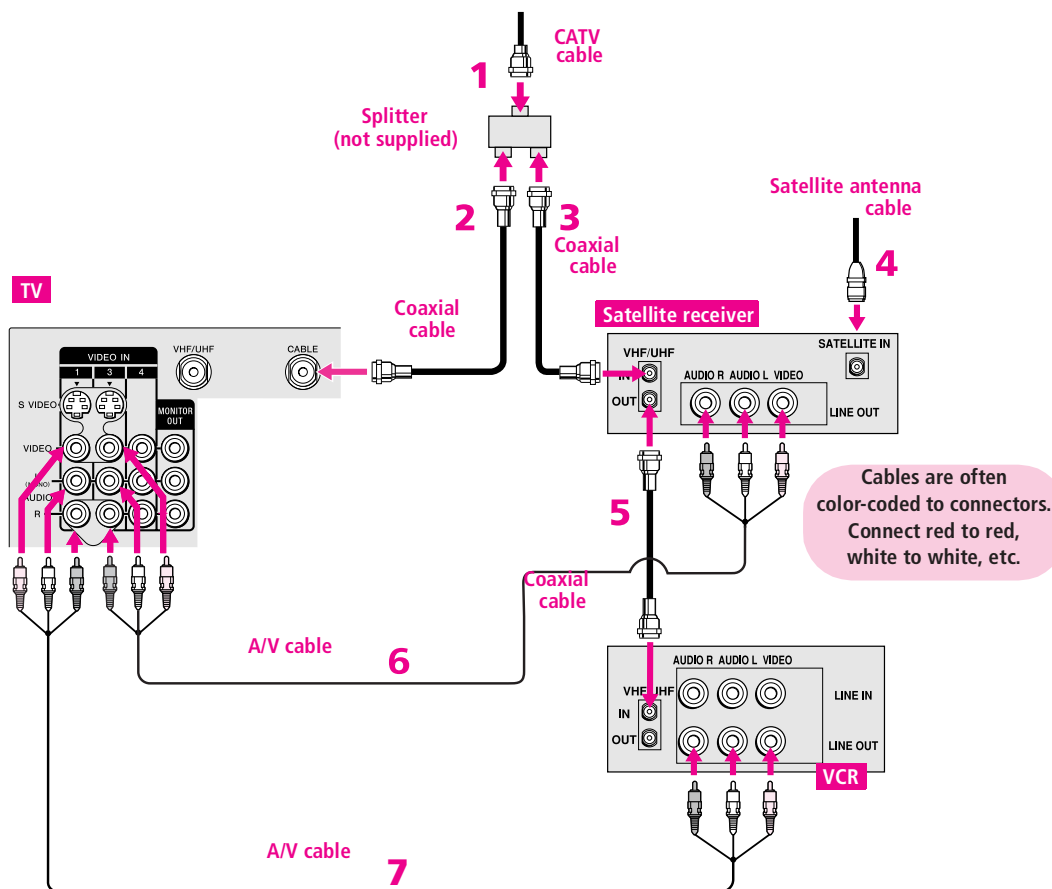 CATV
cable
1
Splitter
(not supplied)
2
3
Coaxial
cable
Satellite antenna
cable
4
TV
Coaxial
cable
VIDEO IN
1
3
4
VHF/UHF
CABLE
S VIDEO
MONITOR
OUT
VIDEO
(MONO)
AUDIO
R
Satellite receiver
SATELLITE IN
VHF/UHF
IN
AUDIO R AUDIO L VIDEO
OUT
LINE OUT
Cables are often
color-coded to connectors.
Connect red to red,
white to white, etc.
5
Coaxial
cable
A/V cable
6
AUDIO R AUDIO L VIDEO
VHF/UHF
IN
LINE IN
OUT
LINE OUT
VCR
A/V cable
7